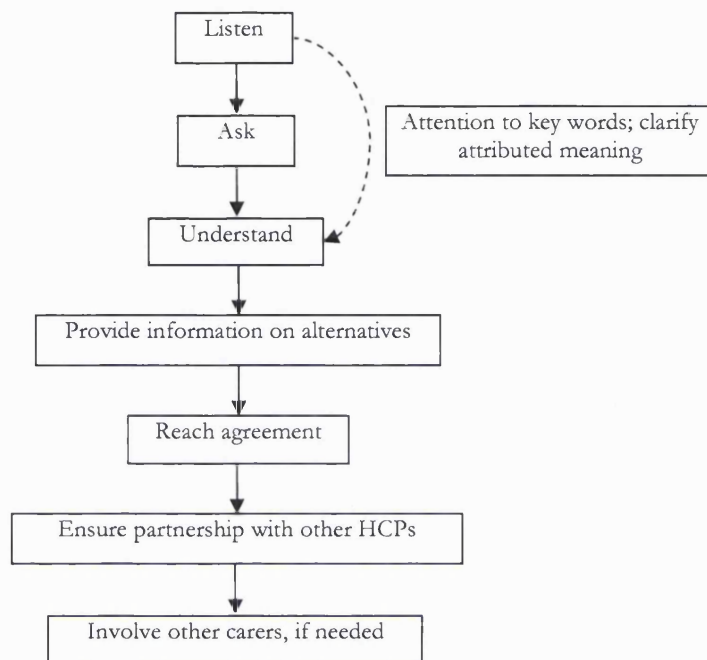 Listen
Ask
Attention to key words; clarify
attributed meaning
Understand
Provide information on alternatives
Reach agreement
Ensure partnership with other HCPs
Involve other carers, if needed